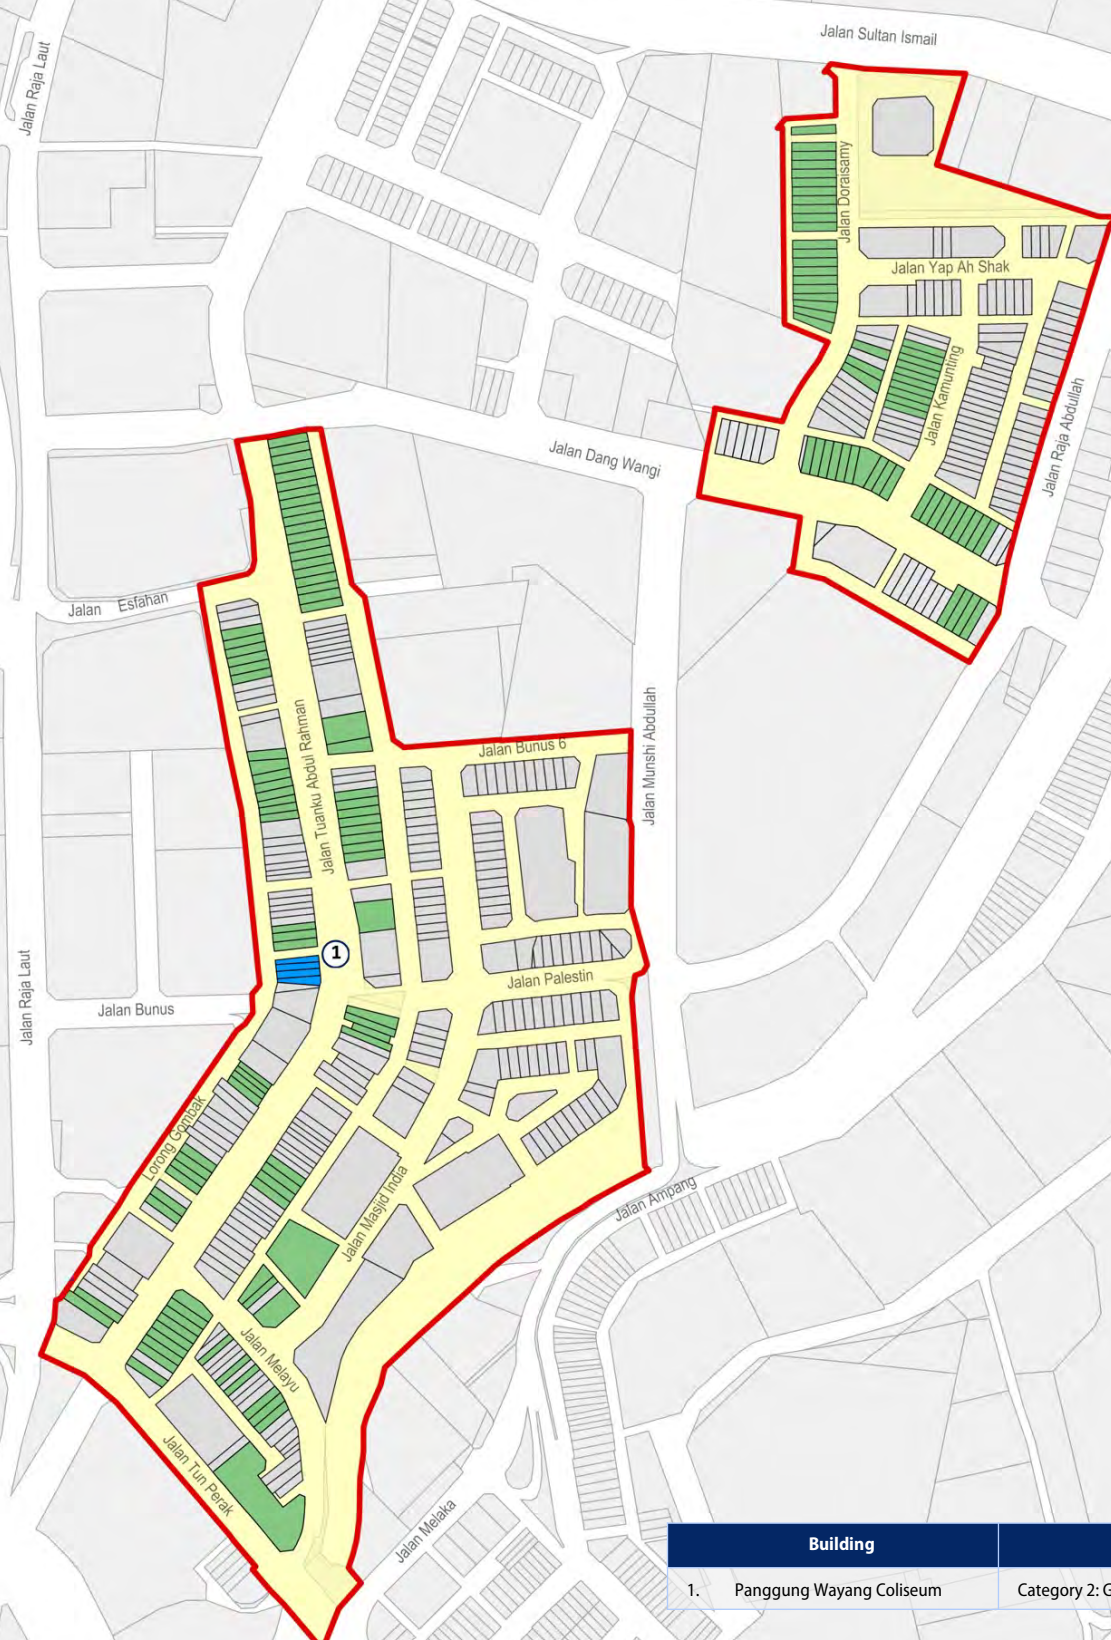 Jalan Sultan Ismail
Jalan Raja Laut
Jalan Doraisamy
Jalan Yap Ah Shak
Jalan Kamunting
Jalan Raja Abdullah
Jalan Dang Wangi
Jalan Esfahan
Jalan Tuanku Abdul Rahman
Jalan Munshi Abdullah
Jalan Bunus 6
1
Jalan Palestin
Jalan Raja Laut
Jalan Bunus
Lorong Gombak
Jalan Masjid India
Jalan Ampang
Jalan Melayu
Jalan Tun Perak
Jalan Melaka
Building
1. Panggung Wayang Coliseum Category 2: G